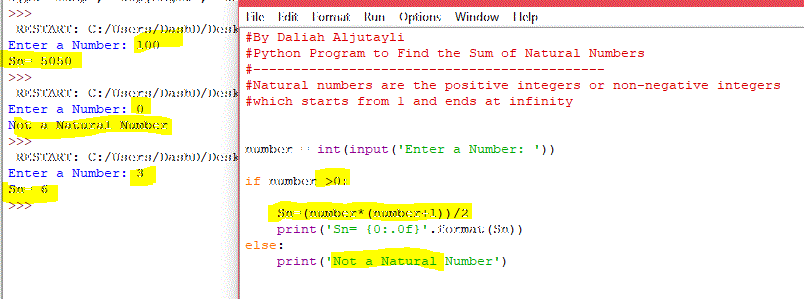 >>>
RESTART: C:/Users/DashD/Desk
Enter a Number: 100
Sn= 5050
>>>
RESTART: C:/Users/DashD/Desk
Enter a Number: 0
Not a Natural Number
>>>
RESTART: C:/Users/DashD/Desk
Enter a Number: 3
Sn= 6
>>>
File Edit Format Run Options Window Help
#By Daliah Aljutayli
#Python Program to Find the Sum of Natural Numbers
#--------------------------------------------
#Natural numbers are the positive integers or non-negative integers
#which starts from 1 and ends at infinity
number = int(input('Enter a Number: '))
if number >0:
Sn=(number*(number+1))/2
print('Sn= {0:.0f}'.format(Sn))
else:
print('Not a Natural Number')